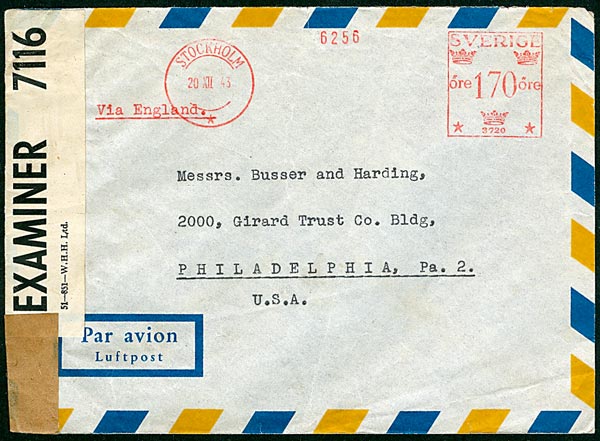 EXAMINER 7116
51—851—W. H. H. Ltd.
6256
STOCKHOLM
20 XII 43
Via England.
SVERIGE
öre 170 öre
3720
Messrs. Busser and Harding,
2000, Girard Trust Co. Bldg,
PHILADELPHIA, Pa. 2.
U.S.A.
Par avion
Luftpost